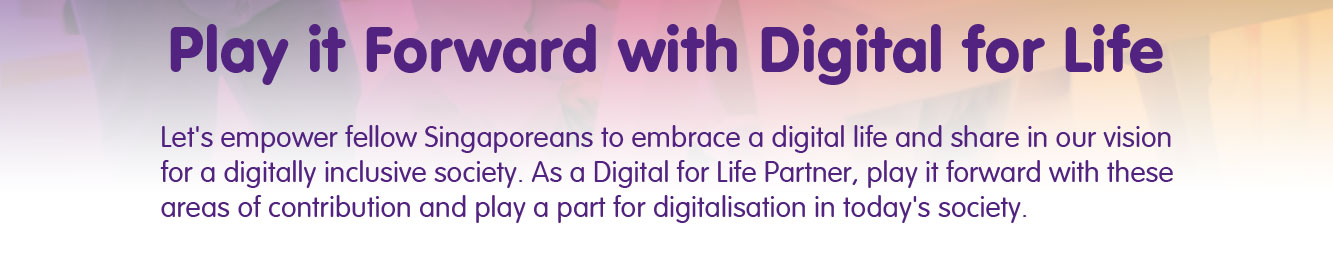 Play it Forward with Digital for Life
Let's empower fellow Singaporeans to embrace a digital life and share in our vision
for a digitally inclusive society. As a Digital for Life Partner, play it forward with these
areas of contribution and play a part for digitalisation in today's society.